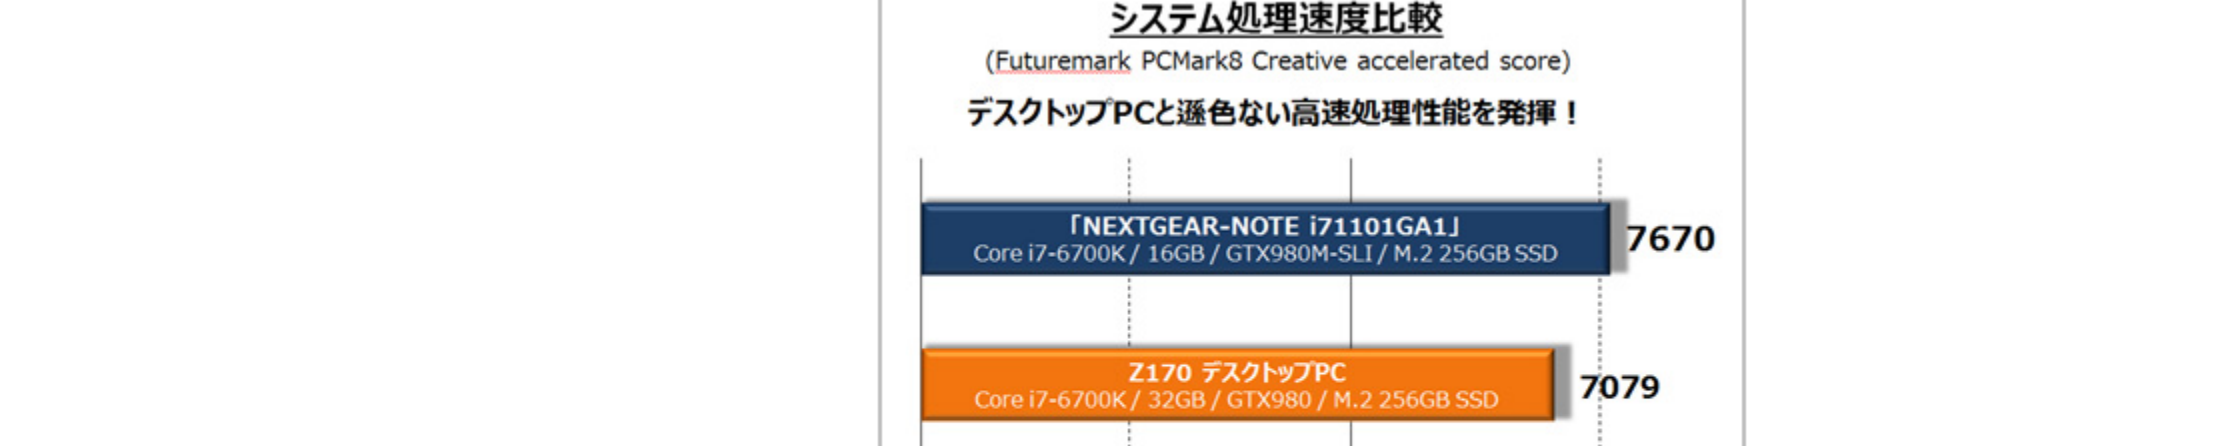 システム処理速度比較
(Futuremark PCMark8 Creative accelerated score)
デスクトップPCと遜色ない高速処理性能を発揮！
「NEXTGEAR-NOTE i71101GA1」
Core i7-6700K / 16GB / GTX980M-SLI / M.2 256GB SSD
7670
Z170 デスクトップPC
Core i7-6700K / 32GB / GTX980 / M.2 256GB SSD
7079